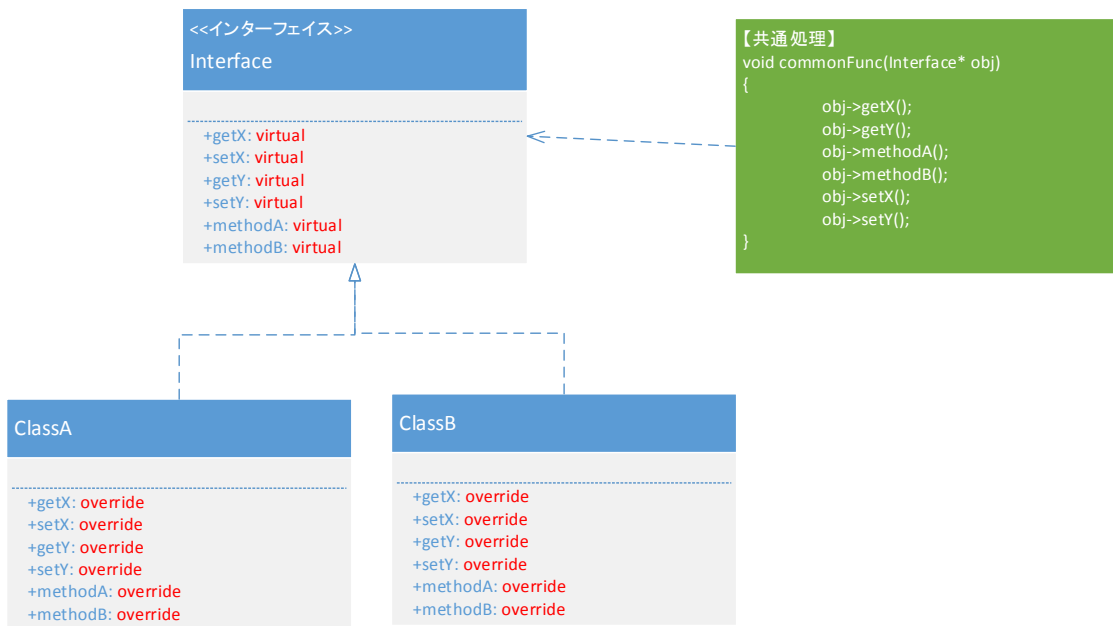 <<インターフェイス>>
Interface
+getX: virtual
+setX: virtual
+getY: virtual
+setY: virtual
+methodA: virtual
+methodB: virtual
【共通処理】
void commonFunc(Interface* obj)
{
obj->getX();
obj->getY();
obj->methodA();
obj->methodB();
obj->setX();
obj->setY();
}
ClassA
+getX: override
+setX: override
+getY: override
+setY: override
+methodA: override
+methodB: override
ClassB
+getX: override
+setX: override
+getY: override
+setY: override
+methodA: override
+methodB: override